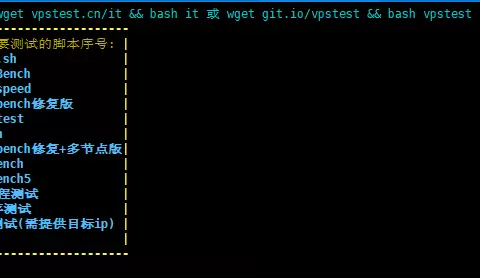 wget vpstest.cn/it && bash it 或 wget git.io/vpstest && bash vpstest
--------------------
要测试的脚本序号: |
.sh |
Bench |
speed |
bench修复版 |
test |
|
bench修复+多节点版|
ench |
ench5 |
程测试 |
测试 |
测试(需提供目标ip) |
|
--------------------